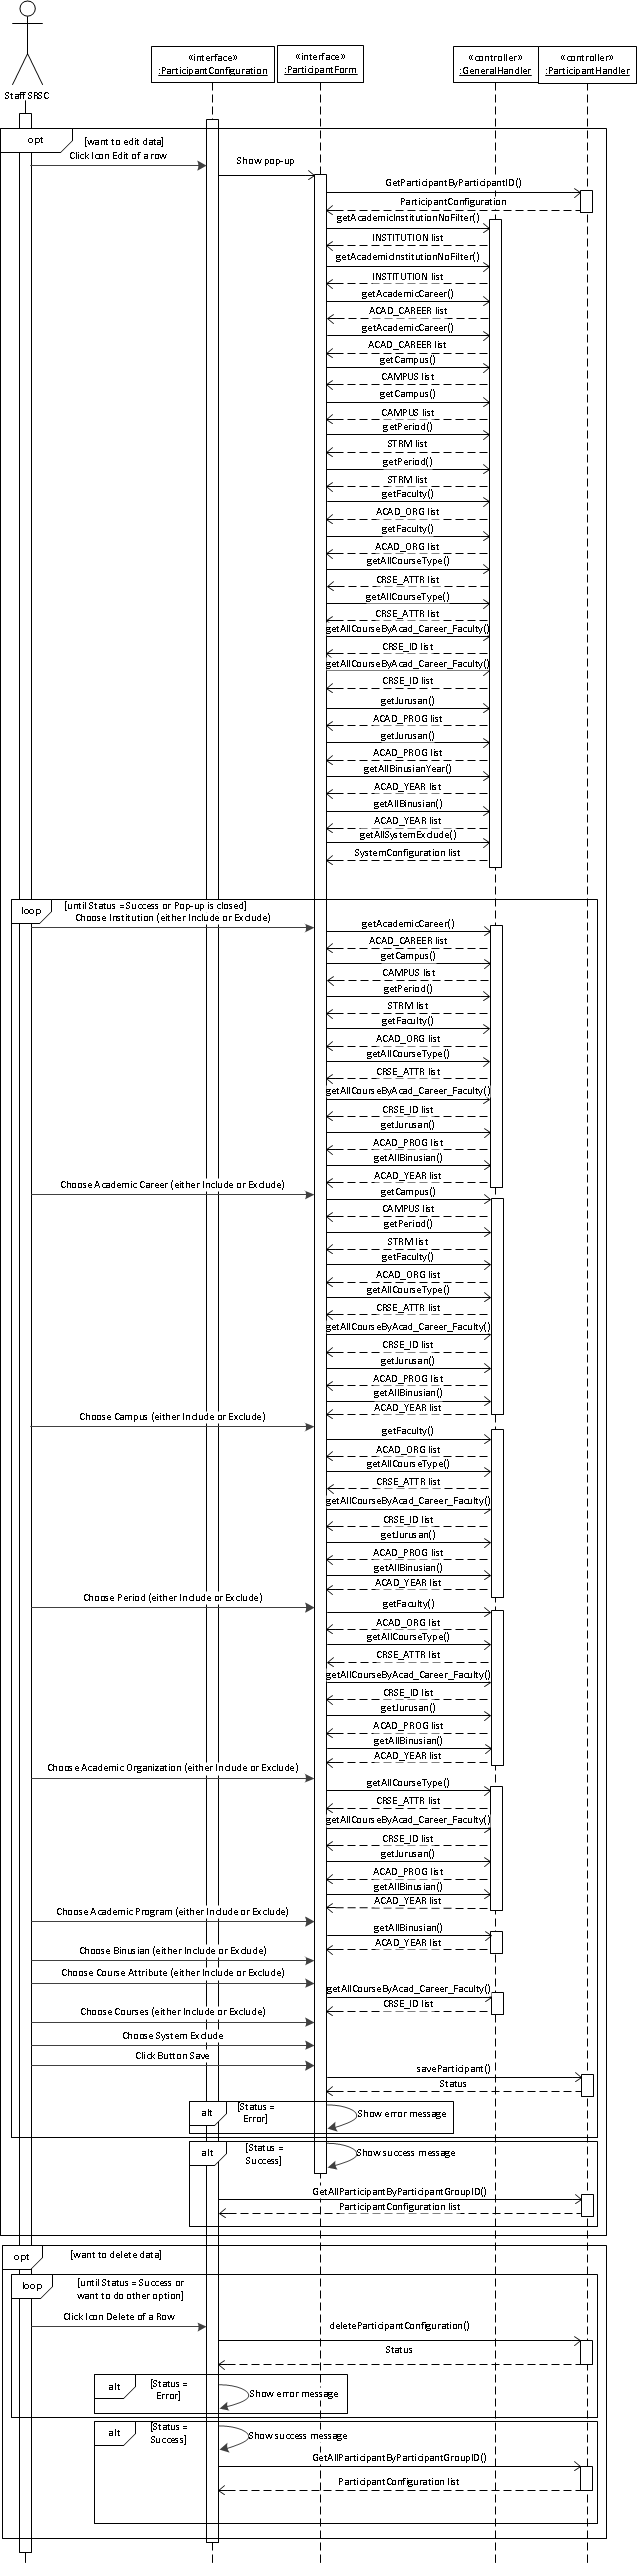 «interface»
:ParticipantConfiguration
«interface»
:ParticipantForm
«controller»
:GeneralHandler
«controller»
:ParticipantHandler
Staff SRSC
opt
[want to edit data]
Click Icon Edit of a row
Show pop-up
GetParticipantByParticipantID()
ParticipantConfiguration
getAcademicInstitutionNoFilter()
INSTITUTION list
getAcademicInstitutionNoFilter()
INSTITUTION list
getAcademicCareer()
ACAD_CAREER list
getAcademicCareer()
ACAD_CAREER list
getCampus()
CAMPUS list
getCampus()
CAMPUS list
getPeriod()
STRM list
getPeriod()
STRM list
getFaculty()
ACAD_ORG list
getFaculty()
ACAD_ORG list
getAllCourseType()
CRSE_ATTR list
getAllCourseType()
CRSE_ATTR list
getAllCourseByAcad_Career_Faculty()
CRSE_ID list
getAllCourseByAcad_Career_Faculty()
CRSE_ID list
getJurusan()
ACAD_PROG list
getJurusan()
ACAD_PROG list
getAllBinusianYear()
ACAD_YEAR list
getAllBinusian()
ACAD_YEAR list
getAllSystemExclude()
SystemConfiguration list
loop
[until Status =Success or Pop-up is closed]
Choose Institution (either Include or Exclude)
getAcademicCareer()
ACAD_CAREER list
getCampus()
CAMPUS list
getPeriod()
STRM list
getFaculty()
ACAD_ORG list
getAllCourseType()
CRSE_ATTR list
getAllCourseByAcad_Career_Faculty()
CRSE_ID list
getJurusan()
ACAD_PROG list
getAllBinusian()
ACAD_YEAR list
Choose Academic Career (either Include or Exclude)
getCampus()
CAMPUS list
getPeriod()
STRM list
getFaculty()
ACAD_ORG list
getAllCourseType()
CRSE_ATTR list
getAllCourseByAcad_Career_Faculty()
CRSE_ID list
getJurusan()
ACAD_PROG list
getAllBinusian()
ACAD_YEAR list
Choose Campus (either Include or Exclude)
getFaculty()
ACAD_ORG list
getAllCourseType()
CRSE_ATTR list
getAllCourseByAcad_Career_Faculty()
CRSE_ID list
getJurusan()
ACAD_PROG list
getAllBinusian()
ACAD_YEAR list
Choose Period (either Include or Exclude)
getFaculty()
ACAD_ORG list
getAllCourseType()
CRSE_ATTR list
getAllCourseByAcad_Career_Faculty()
CRSE_ID list
getJurusan()
ACAD_PROG list
getAllBinusian()
ACAD_YEAR list
Choose Academic Organization (either Include or Exclude)
getAllCourseType()
CRSE_ATTR list
getAllCourseByAcad_Career_Faculty()
CRSE_ID list
getJurusan()
ACAD_PROG list
getAllBinusian()
ACAD_YEAR list
Choose Academic Program (either Include or Exclude)
getAllBinusian()
ACAD_YEAR list
Choose Binusian (either Include or Exclude)
Choose Course Attribute (either Include or Exclude)
getAllCourseByAcad_Career_Faculty()
CRSE_ID list
Choose Courses (either Include or Exclude)
Choose System Exclude
Click Button Save
saveParticipant()
Status
alt
[Status =
Error]
Show error message
alt
[Status =
Success]
Show success message
GetAllParticipantByParticipantGroupID()
ParticipantConfiguration list
opt
[want to delete data]
loop
[until Status = Success or
want to do other option]
Click Icon Delete of a Row
deleteParticipantConfiguration()
Status
alt
[Status =
Error]
Show error message
alt
[Status =
Success]
Show success message
GetAllParticipantByParticipantGroupID()
ParticipantConfiguration list